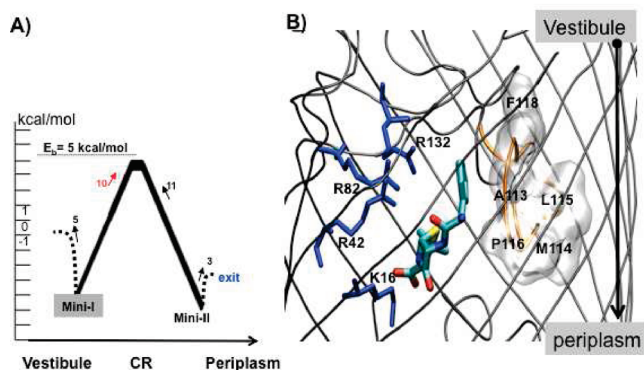 A)
kcal/mol
E_b= 5 kcal/mol
10
11
1
0
-1
5
3
exit
Mini-I
Mini-II
Vestibule CR Periplasm
B)
Vestibule
F118
R132
R82
A113
L115
R42
P116
M114
K16
periplasm